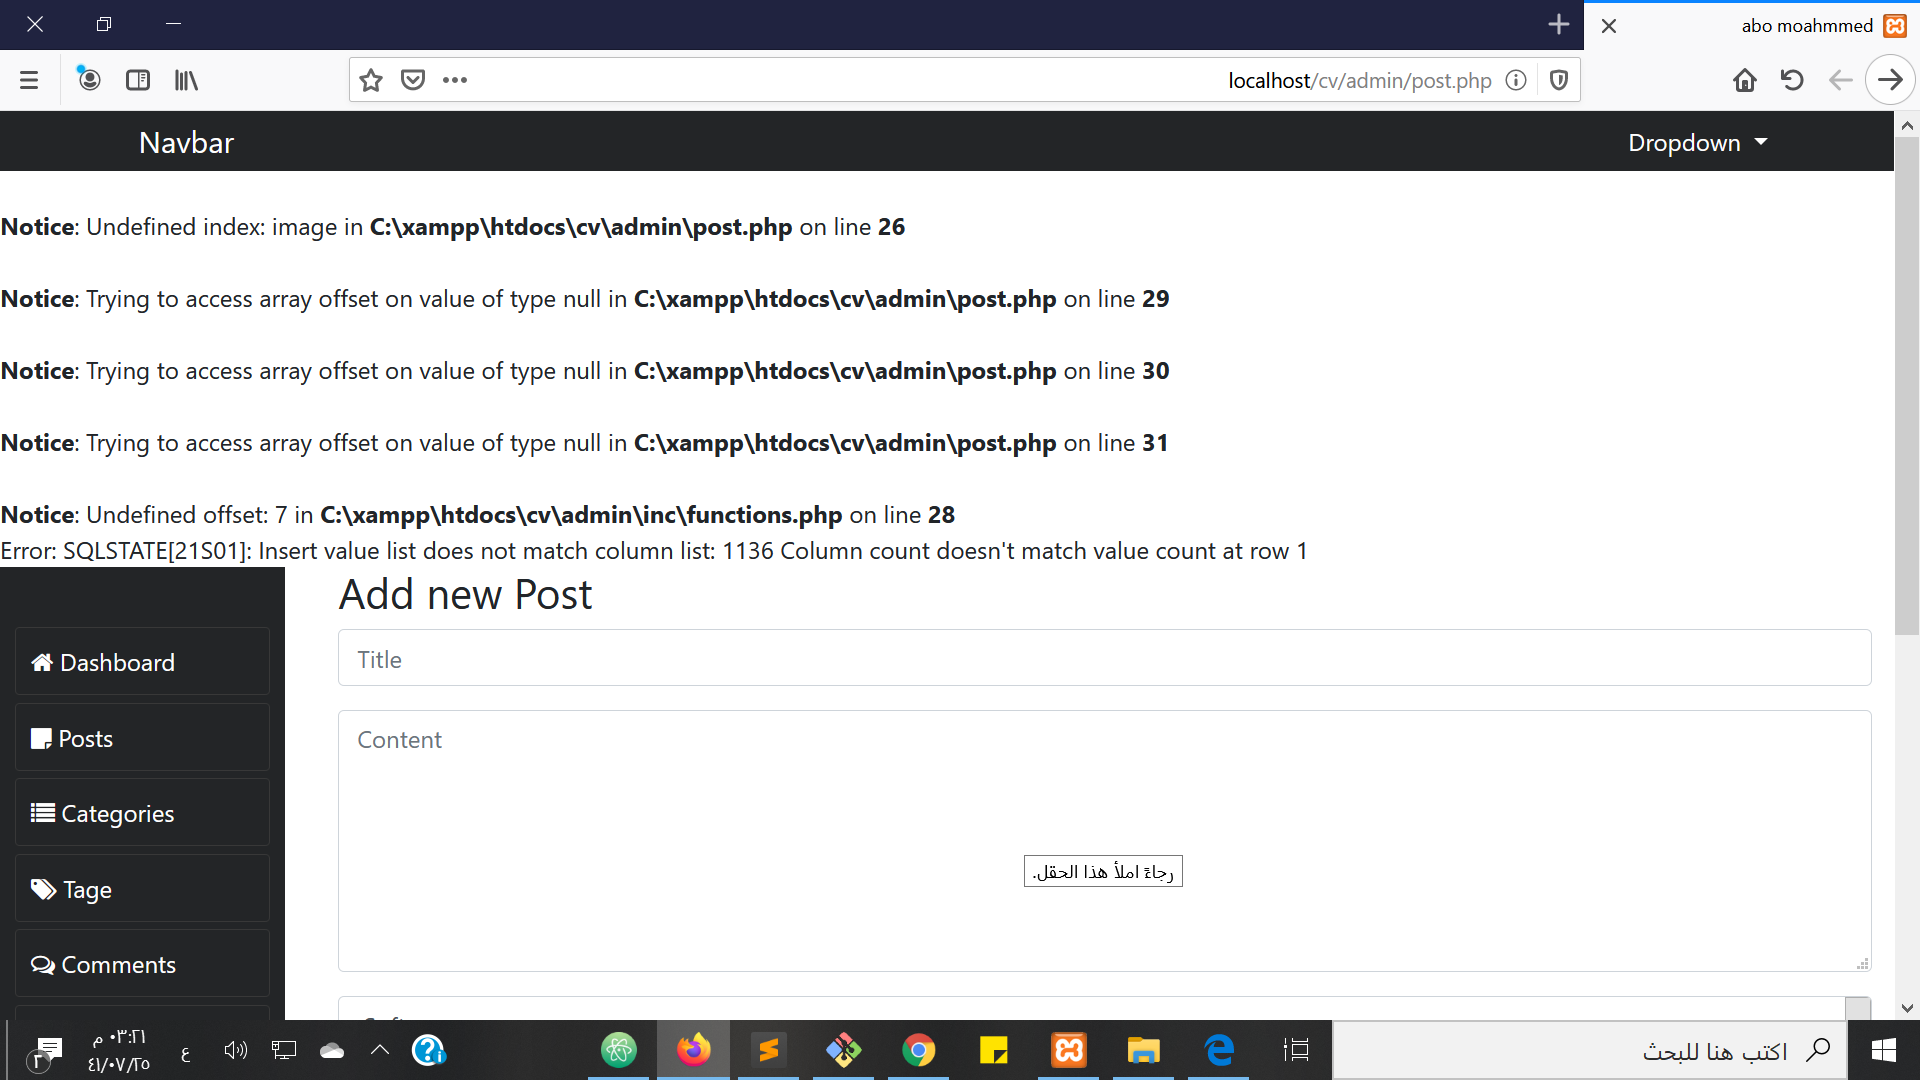 abo moahmmed
localhost/cv/admin/post.php
Navbar
Dropdown
Notice: Undefined index: image in C:\xampp\htdocs\cv\admin\post.php on line 26
Notice: Trying to access array offset on value of type null in C:\xampp\htdocs\cv\admin\post.php on line 29
Notice: Trying to access array offset on value of type null in C:\xampp\htdocs\cv\admin\post.php on line 30
Notice: Trying to access array offset on value of type null in C:\xampp\htdocs\cv\admin\post.php on line 31
Notice: Undefined offset: 7 in C:\xampp\htdocs\cv\admin\inc\functions.php on line 28
Error: SQLSTATE[21S01]: Insert value list does not match column list: 1136 Column count doesn't match value count at row 1
Add new Post
Title
Content
رجاءً املأ هذا الحقل.
Dashboard
Posts
Categories
Tage
Comments
٠٣:٢١ م
٤١/٠٧/٢٥
٢
ع
اكتب هنا للبحث